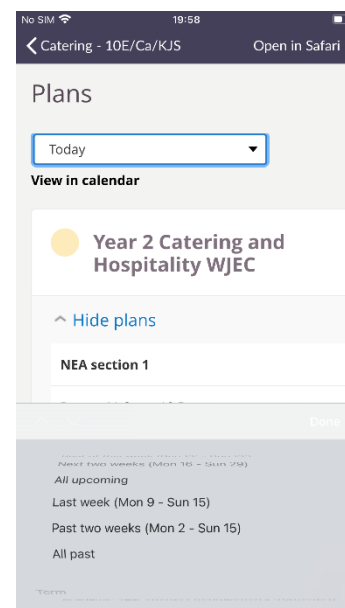 No SIM 19:58
Catering - 10E/Ca/KJS Open in Safari
Plans
Today
View in calendar
Year 2 Catering and
Hospitality WJEC
Hide plans
NEA section 1
Done
Next two weeks (Mon 16 - Sun 29)
All upcoming
Last week (Mon 9 - Sun 15)
Past two weeks (Mon 2 - Sun 15)
All past
Term